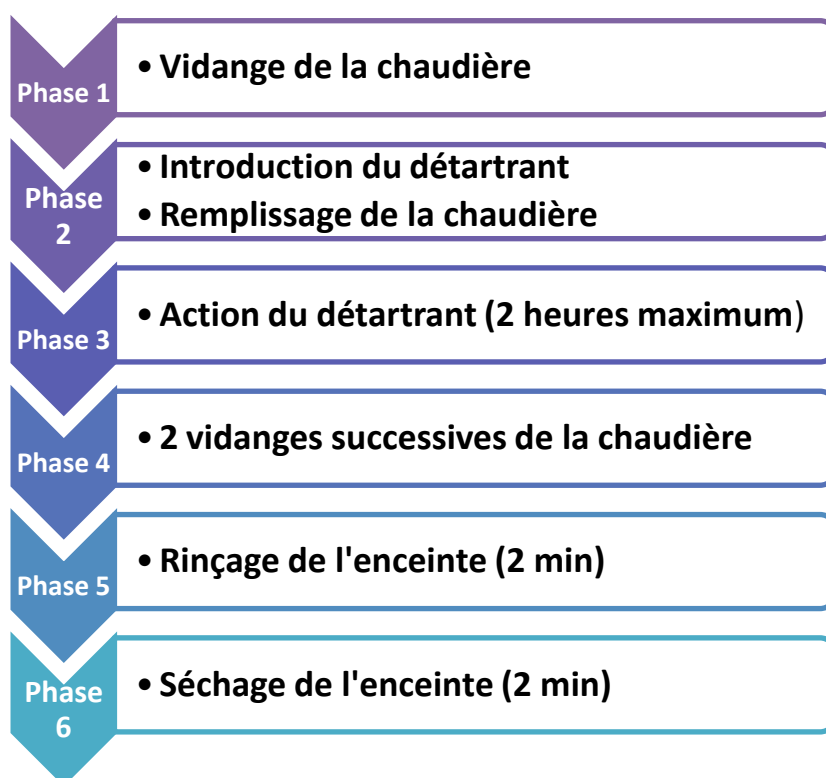 Phase 1
• Vidange de la chaudière
Phase
2
• Introduction du détartrant
• Remplissage de la chaudière
Phase 3
• Action du détartrant (2 heures maximum)
Phase 4
• 2 vidanges successives de la chaudière
Phase 5
• Rinçage de l'enceinte (2 min)
Phase
6
• Séchage de l'enceinte (2 min)